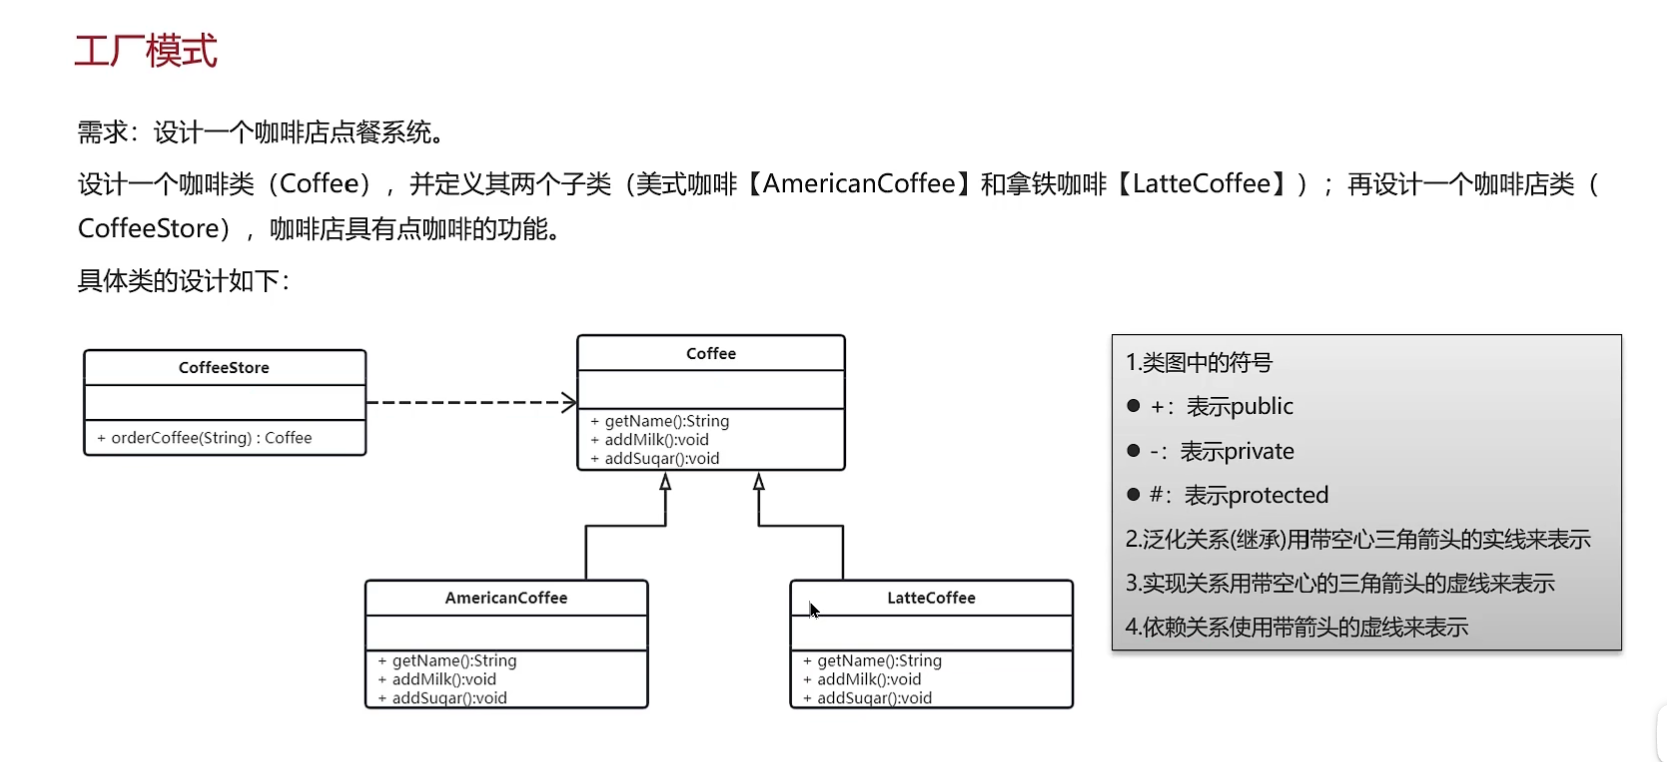 工厂模式
需求：设计一个咖啡店点餐系统。
设计一个咖啡类（Coffee），并定义其两个子类（美式咖啡【AmericanCoffee】和拿铁咖啡【LatteCoffee】）；再设计一个咖啡店类（
CoffeeStore），咖啡店具有点咖啡的功能。
具体类的设计如下：
CoffeeStore
+ orderCoffee(String) : Coffee
Coffee
+ getName():String
+ addMilk():void
+ addSugar():void
AmericanCoffee
+ getName():String
+ addMilk():void
+ addSugar():void
LatteCoffee
+ getName():String
+ addMilk():void
+ addSugar():void
1.类图中的符号
● +：表示public
● -：表示private
● #：表示protected
2.泛化关系(继承)用带空心三角箭头的实线来表示
3.实现关系用带空心的三角箭头的虚线来表示
4.依赖关系使用带箭头的虚线来表示